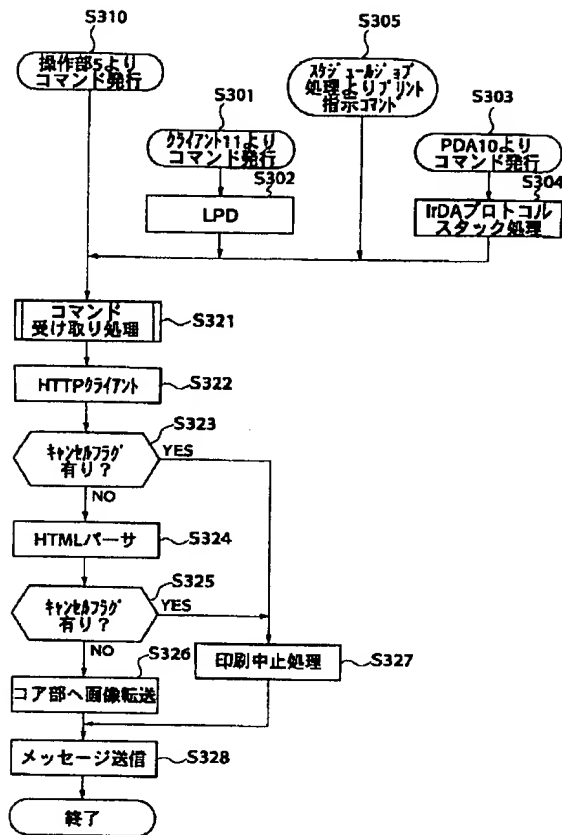 S310
操作部5より
コマンド発行
S305
スケジュールジョブ
処理よりプリント
指示コマンド
S301
クライアント11より
コマンド発行
S303
PDA10より
コマンド発行
S302
LPD
S304
IrDAプロトコル
スタック処理
コマンド
受け取り処理
S321
HTTPクライアント
S322
S323
キャンセルフラグ
有り?
YES
NO
HTMLパーサ
S324
S325
キャンセルフラグ
有り?
YES
NO
S326
コア部へ画像転送
印刷中止処理
S327
メッセージ送信
S328
終了